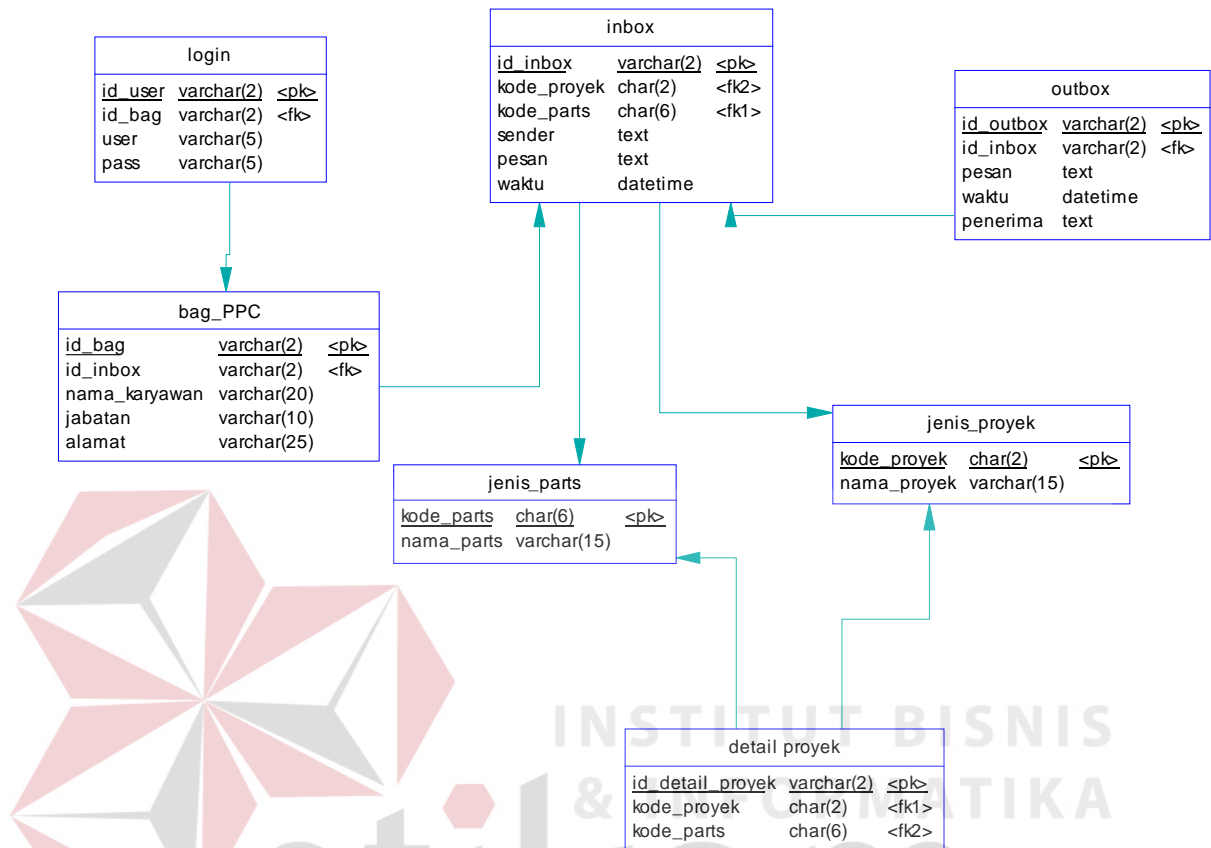 inbox
id_inbox varchar(2) <pk>
kode_proyek char(2) <fk2>
kode_parts char(6) <fk1>
sender text
pesan text
waktu datetime
login
id_user varchar(2) <pk>
id_bag varchar(2) <fk>
user varchar(5)
pass varchar(5)
outbox
id_outbox varchar(2) <pk>
id_inbox varchar(2) <fk>
pesan text
waktu datetime
penerima text
bag_PPC
id_bag varchar(2) <pk>
id_inbox varchar(2) <fk>
nama_karyawan varchar(20)
jabatan varchar(10)
alamat varchar(25)
jenis_proyek
kode_proyek char(2) <pk>
nama_proyek varchar(15)
jenis_parts
kode_parts char(6) <pk>
nama_parts varchar(15)
INSTITUT BISNIS
& INFORMATIKA
detail proyek
id_detail_proyek varchar(2) <pk>
kode_proyek char(2) <fk1>
kode_parts char(6) <fk2>